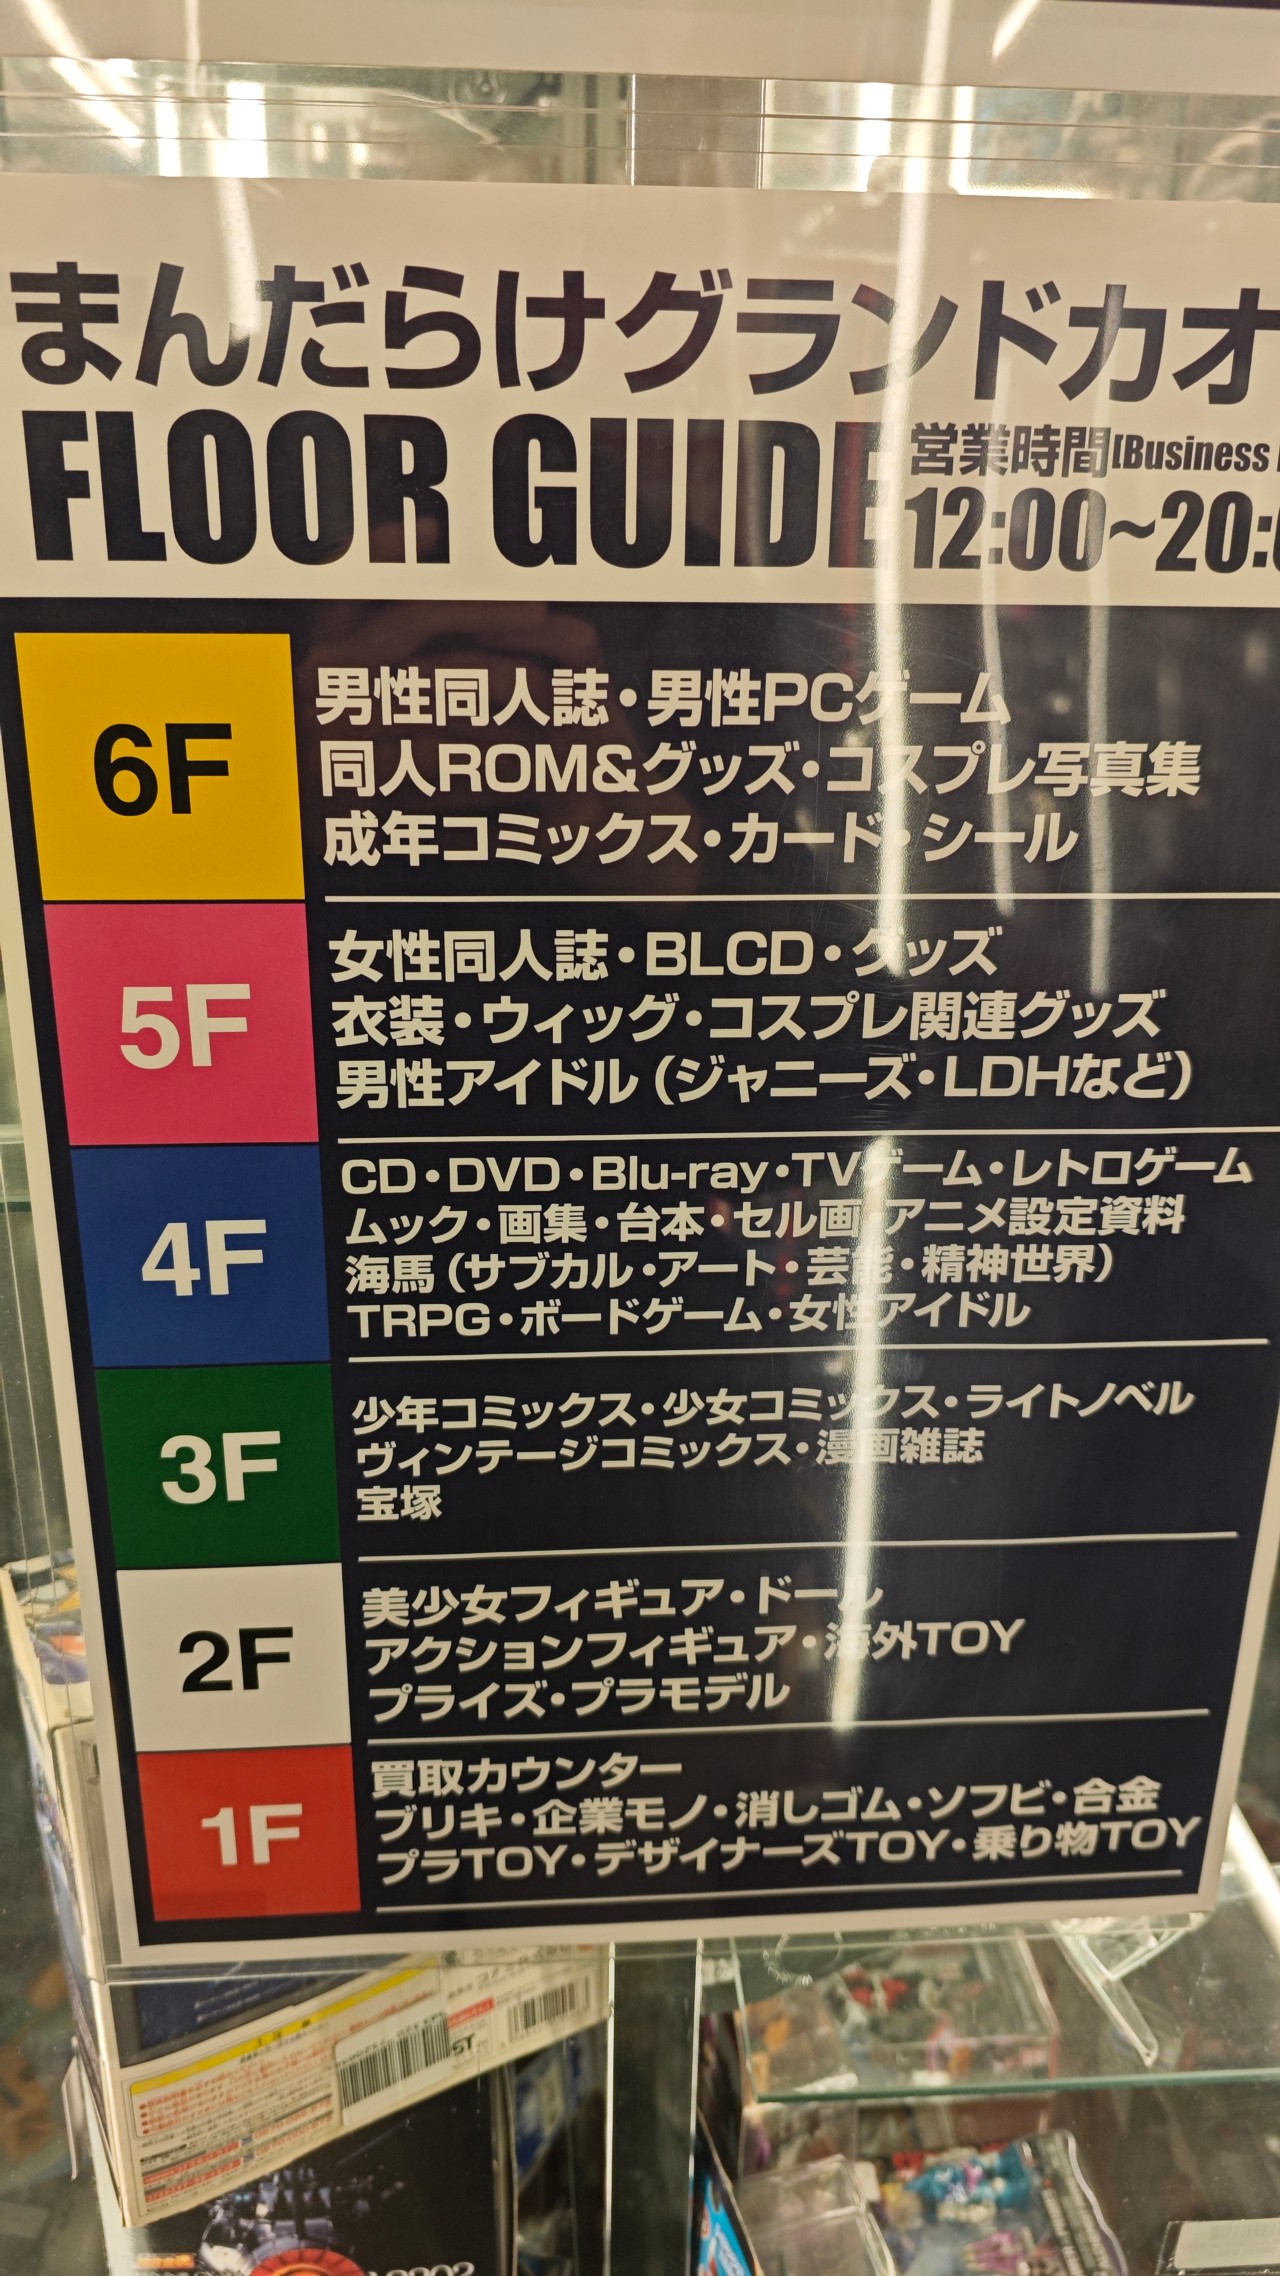 まんだらけグランドカオ
FLOOR GUIDE
営業時間[Business
12:00~20:
6F
男性同人誌・男性PCゲーム
同人ROM&グッズ・コスプレ写真集
成年コミックス・カード・シール
5F
女性同人誌・BLCD・グッズ
衣装・ウィッグ・コスプレ関連グッズ
男性アイドル（ジャニーズ・LDHなど）
4F
CD・DVD・Blu-ray・TVゲーム・レトロゲーム
ムック・画集・台本・セル画・アニメ設定資料
海馬（サブカル・アート・芸能・精神世界）
TRPG・ボードゲーム・女性アイドル
3F
少年コミックス・少女コミックス・ライトノベル
ヴィンテージコミックス・漫画雑誌
宝塚
2F
美少女フィギュア・ドール
アクションフィギュア・海外TOY
プライズ・プラモデル
1F
買取カウンター
ブリキ・企業モノ・消しゴム・ソフビ・合金
プラTOY・デザイナーズTOY・乗り物TOY
ST